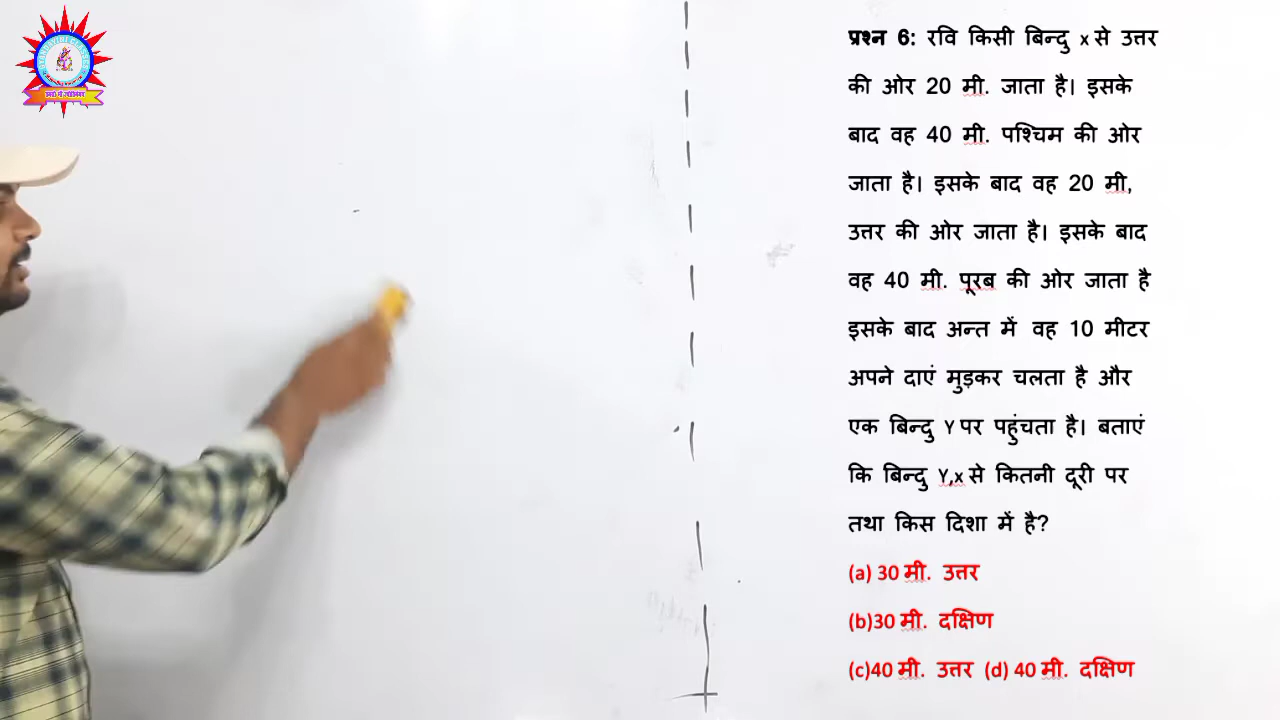 प्रश्न 6: रवि किसी बिन्दु x से उत्तर
की ओर 20 मी. जाता है। इसके
बाद वह 40 मी. पश्चिम की ओर
जाता है। इसके बाद वह 20 मी,
उत्तर की ओर जाता है। इसके बाद
वह 40 मी. पूरब की ओर जाता है
इसके बाद अन्त में वह 10 मीटर
अपने दाएं मुड़कर चलता है और
एक बिन्दु Y पर पहुंचता है। बताएं
कि बिन्दु Y,x से कितनी दूरी पर
तथा किस दिशा में है?
(a) 30 मी. उत्तर
(b)30 मी. दक्षिण
(c)40 मी. उत्तर (d) 40 मी. दक्षिण